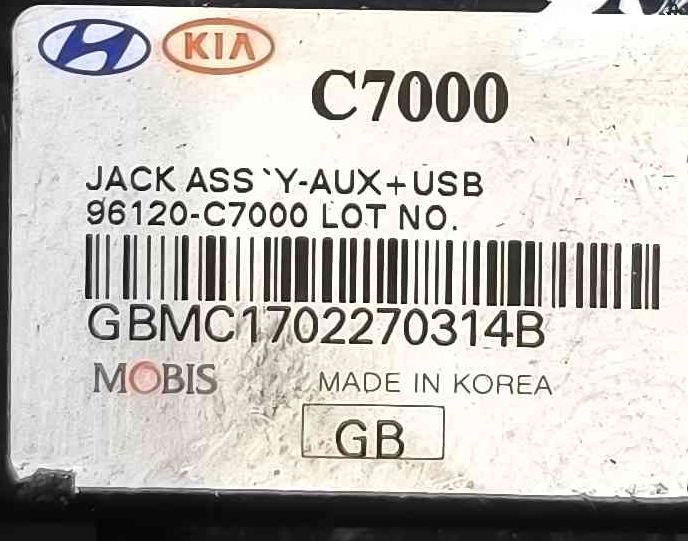 KIA
C7000
JACK ASS`Y-AUX+USB
96120-C7000 LOT NO.
GBMC1702270314B
MOBIS
MADE IN KOREA
GB